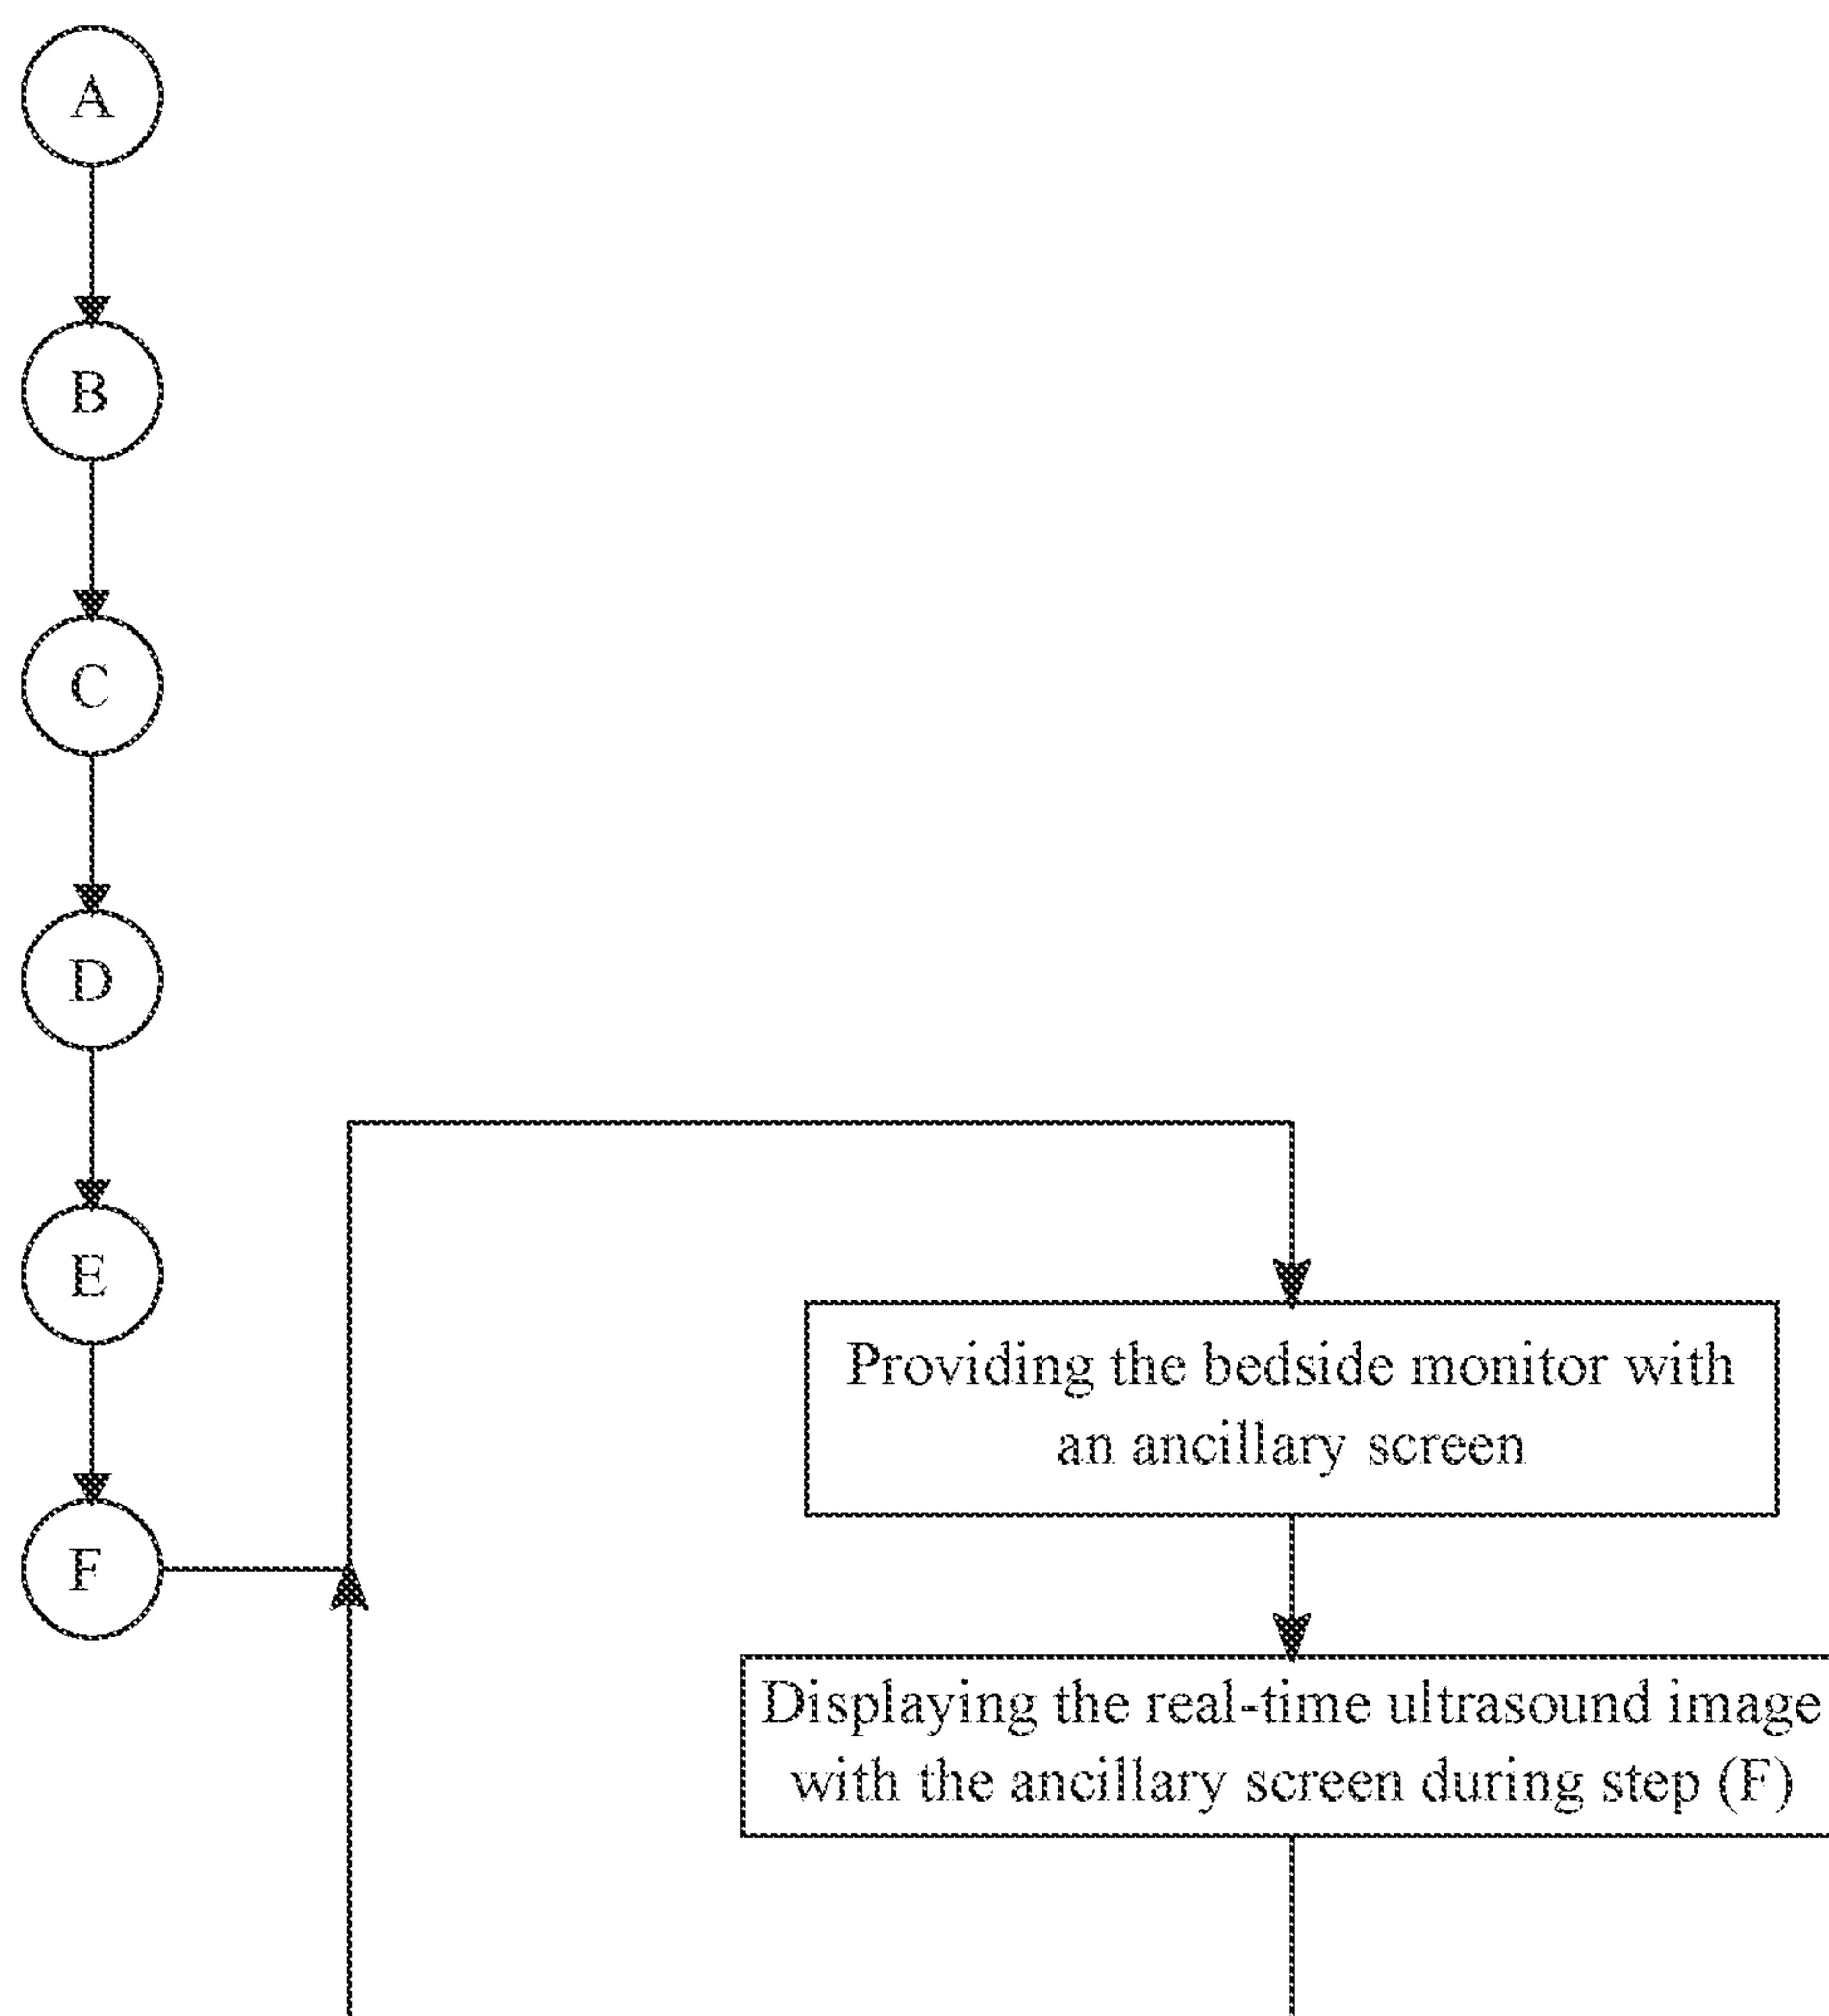 A
B
C
D
E
F
Providing the bedside monitor with
an ancillary screen
Displaying the real-time ultrasound image
with the ancillary screen during step (F)